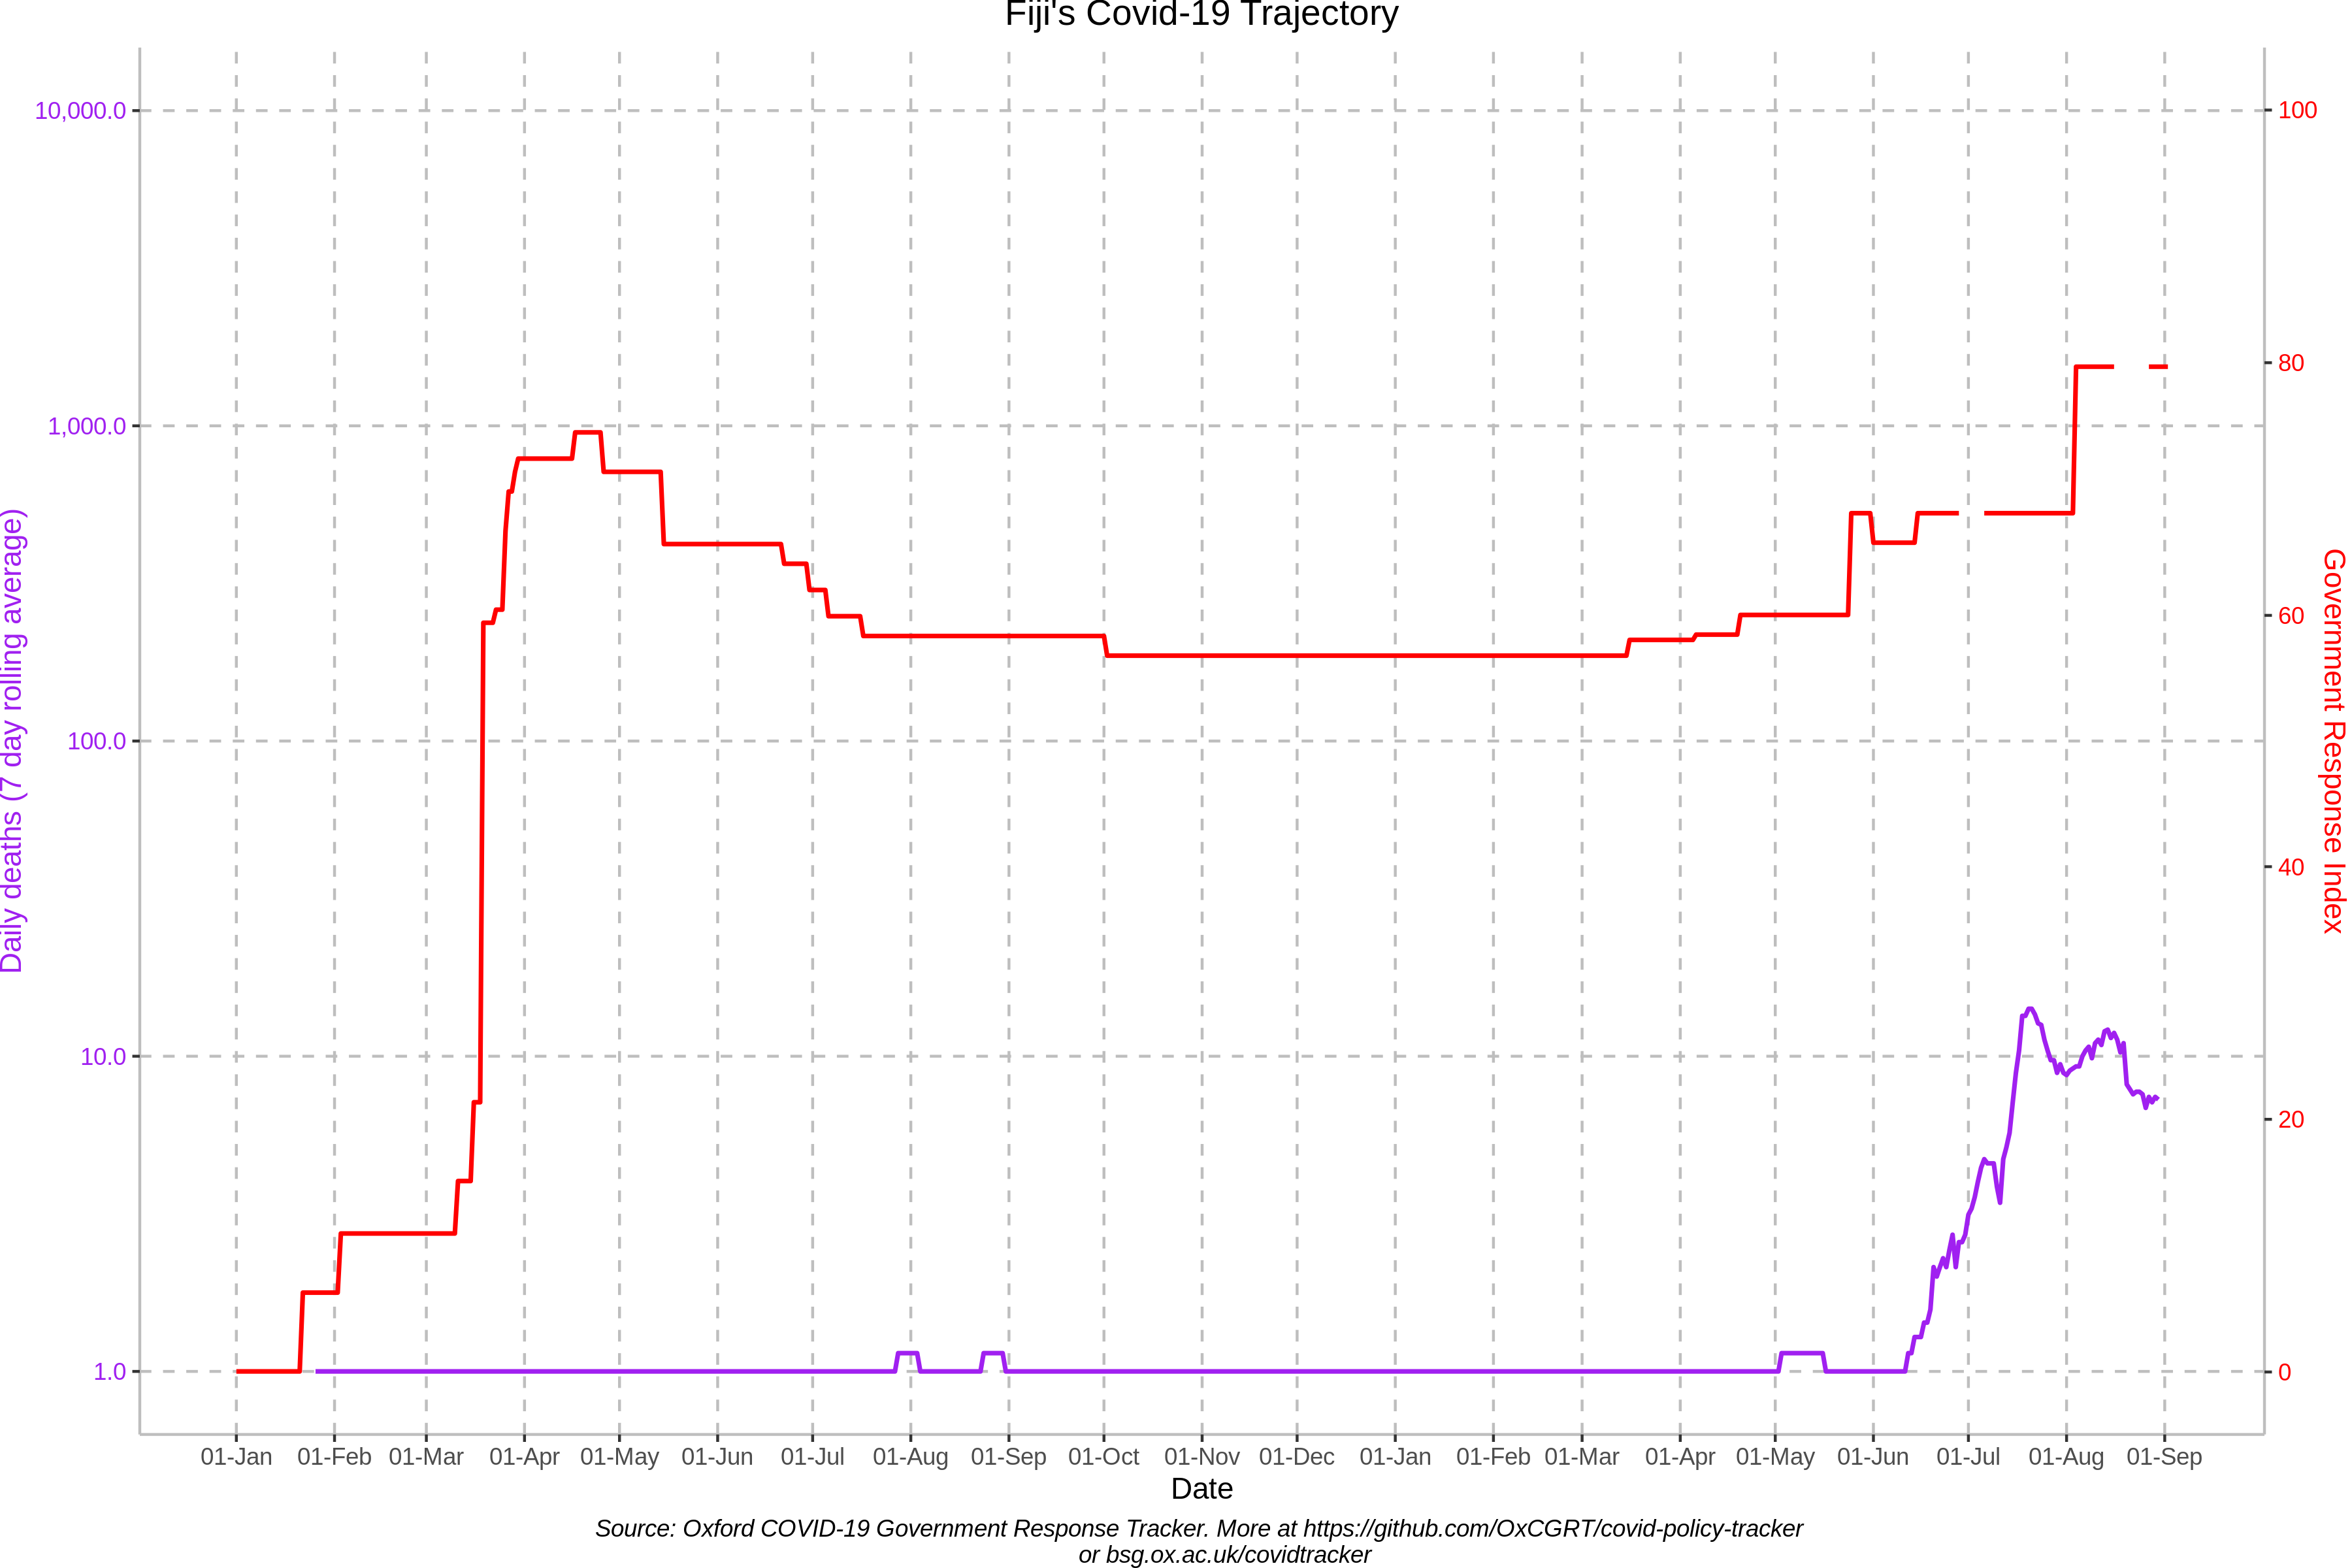 Fiji's Covid-19 Trajectory
10,000.0
1,000.0
100.0
10.0
1.0
Daily deaths (7 day rolling average)
100
80
60
40
20
0
Government Response Index
01-Jan 01-Feb 01-Mar 01-Apr 01-May 01-Jun 01-Jul 01-Aug 01-Sep 01-Oct 01-Nov 01-Dec 01-Jan 01-Feb 01-Mar 01-Apr 01-May 01-Jun 01-Jul 01-Aug 01-Sep
Date
Source: Oxford COVID-19 Government Response Tracker. More at https://github.com/OxCGRT/covid-policy-tracker
or bsg.ox.ac.uk/covidtracker